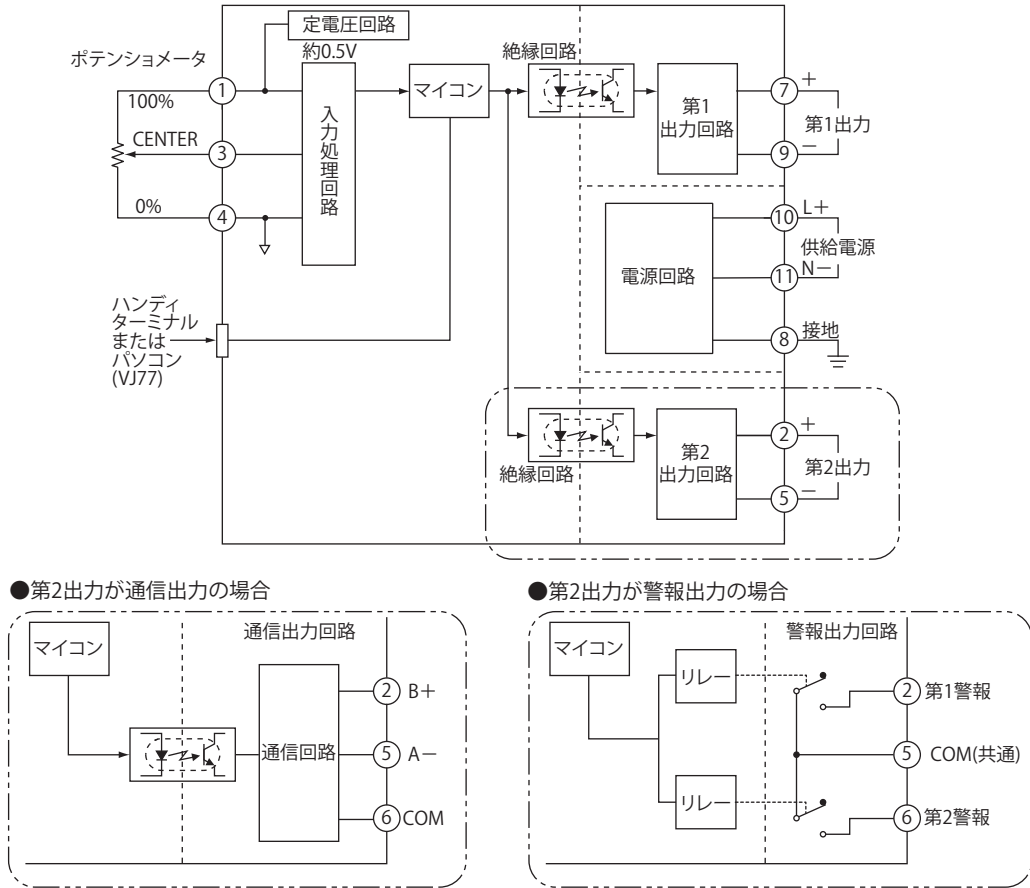 定電圧回路
約0.5V
ポテンショメータ
絶縁回路
1
100%
入力処理回路
マイコン
第1
出力回路
7
+
第1出力
CENTER
3
9
−
0%
4
電源回路
10
L+
供給電源
11
N−
8
接地
ハンディ
ターミナル
または
パソコン
(VJ77)
絶縁回路
第2
出力回路
2
+
第2出力
5
−
●第2出力が通信出力の場合
マイコン
通信出力回路
通信回路
2 B+
5 A−
6 COM
●第2出力が警報出力の場合
マイコン
警報出力回路
リレー
リレー
2 第1警報
5 COM(共通)
6 第2警報